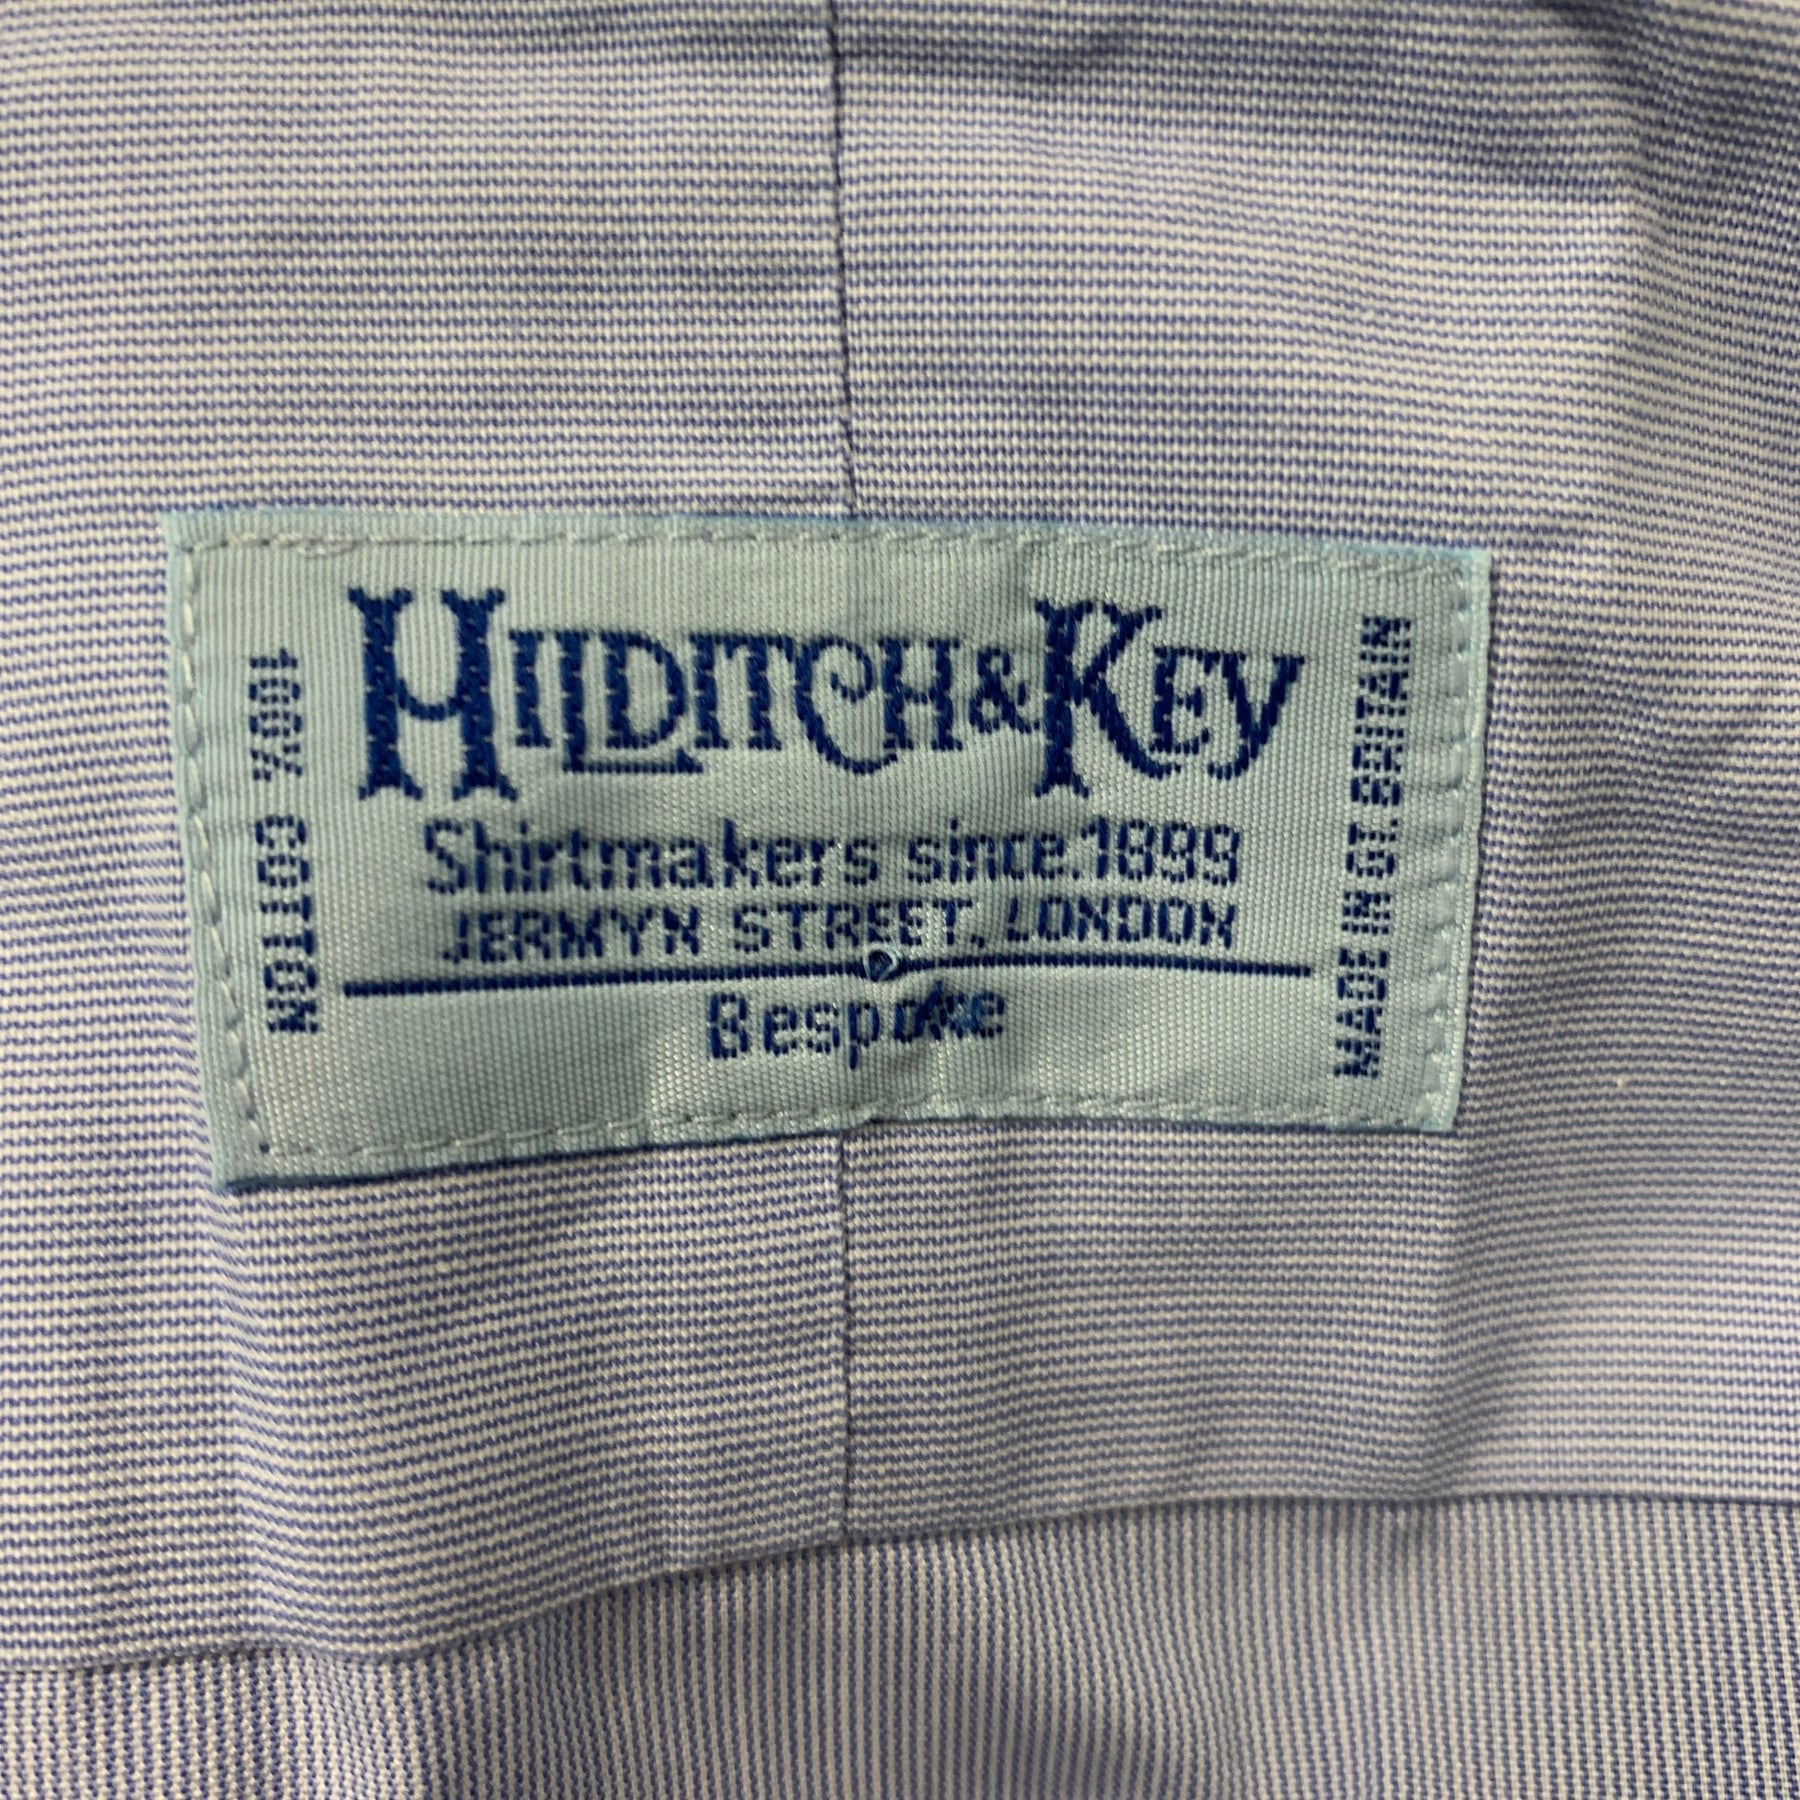 HILDITCH & KEY
Shirtmakers since 1899
JERMYN STREET, LONDON
Bespoke
100% COTTON
MADE IN GT. BRITAIN